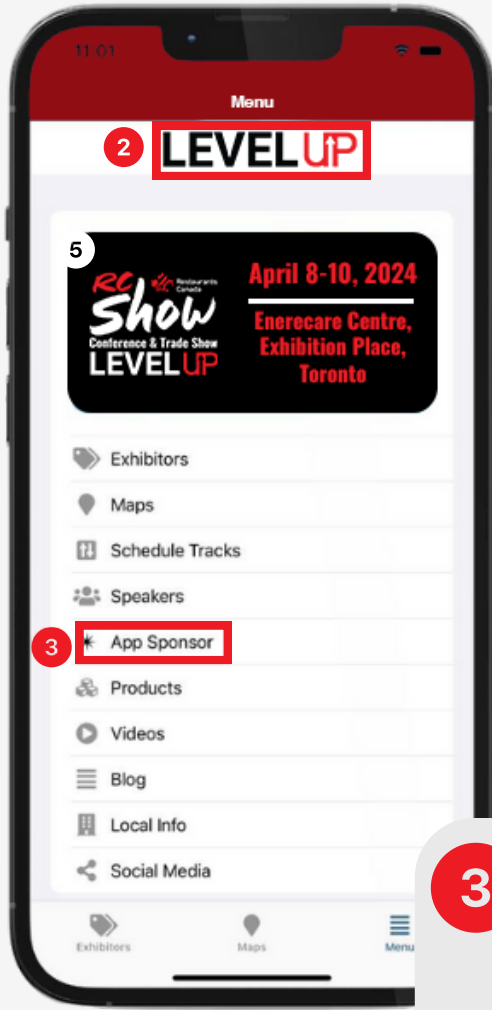 11:01
Menu
2
LEVEL UP
5
RC
Restaurants
Canada
Show
Conference & Trade Show
LEVEL UP
April 8-10, 2024
Enerecare Centre,
Exhibition Place,
Toronto
Exhibitors
Maps
Schedule Tracks
Speakers
3
App Sponsor
Products
Videos
Blog
Local Info
Social Media
3
Exhibitors
Maps
Menu